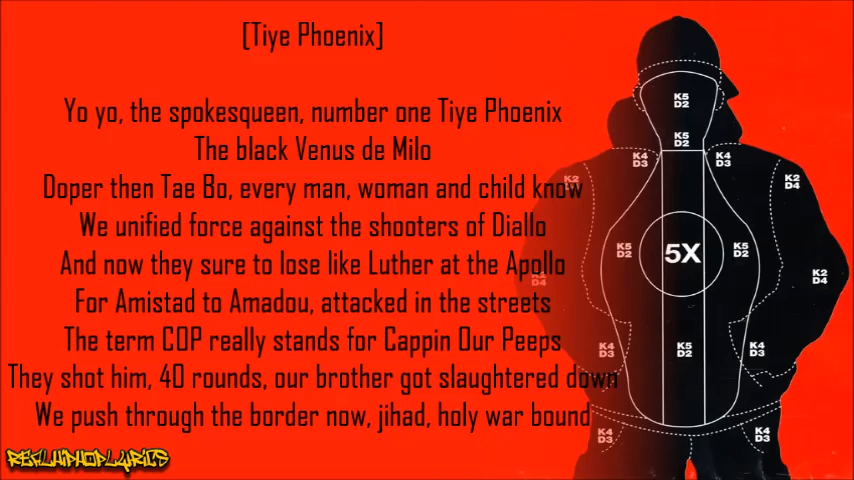 [Tiye Phoenix]
Yo yo, the spokesqueen, number one Tiye Phoenix
The black Venus de Milo
Doper then Tae Bo, every man, woman and child know
We unified force against the shooters of Diallo
And now they sure to lose like Luther at the Apollo
For Amistad to Amadou, attacked in the streets
The term COP really stands for Cappin Our Peeps
They shot him, 40 rounds, our brother got slaughtered down
We push through the border now, jihad, holy war bound
REALHIPHOPLYRICS
K5
D2
K5
D2
K4
D3
K4
D3
K2
D4
K2
D4
K5
D2
5X
K5
D2
K2
D4
K2
D4
K4
D3
K5
D2
K4
D3
K4
D3
K4
D3